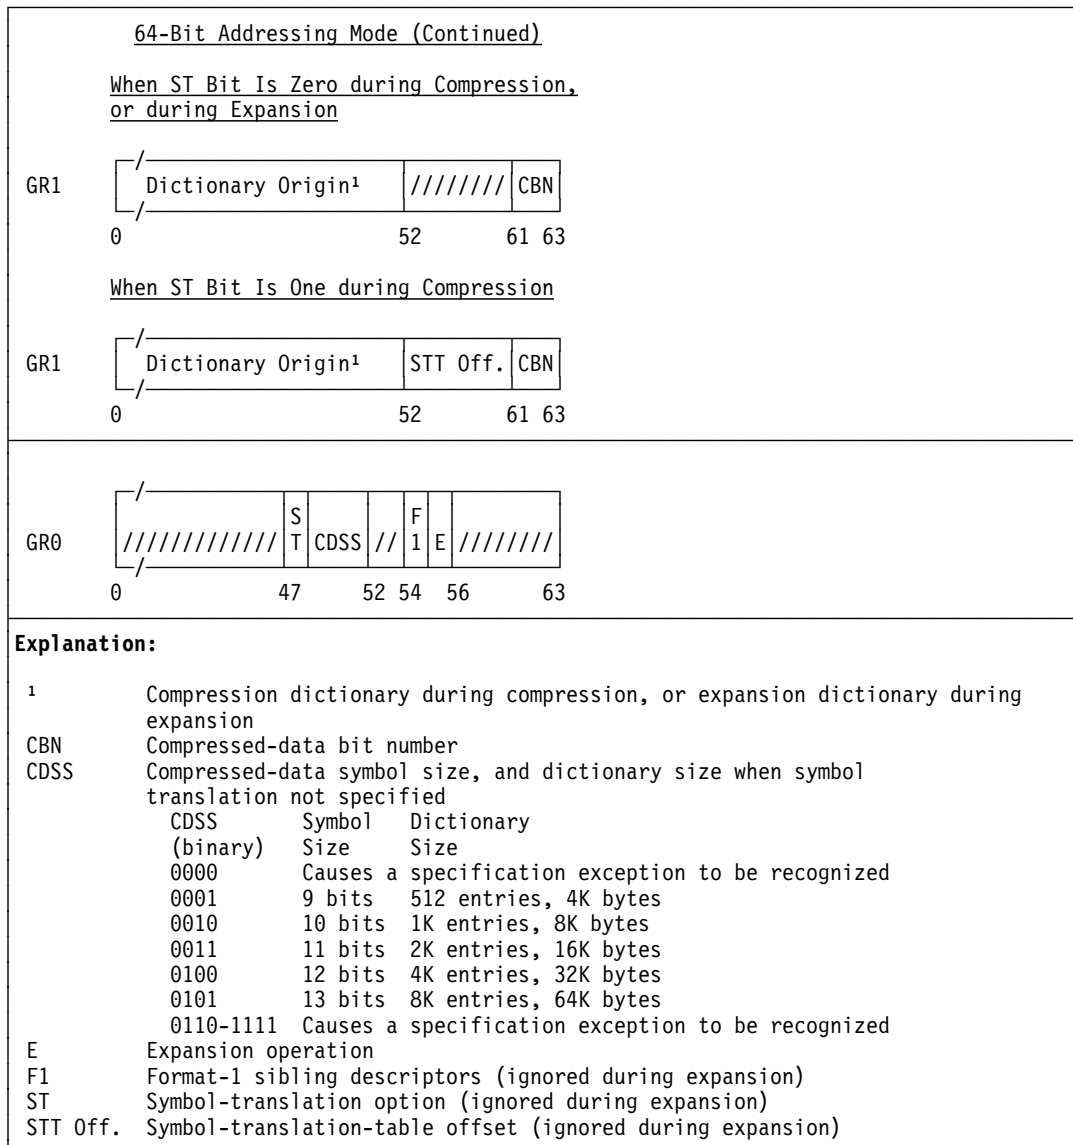 64-Bit Addressing Mode (Continued)
When ST Bit Is Zero during Compression,
or during Expansion
GR1 Dictionary Origin¹ //////// CBN
0 52 61 63
When ST Bit Is One during Compression
GR1 Dictionary Origin¹ STT Off. CBN
0 52 61 63
S F
GR0 ///////////// T CDSS // 1 E ////////
0 47 52 54 56 63
Explanation:
¹ Compression dictionary during compression, or expansion dictionary during
expansion
CBN Compressed-data bit number
CDSS Compressed-data symbol size, and dictionary size when symbol
translation not specified
CDSS Symbol Dictionary
(binary) Size Size
0000 Causes a specification exception to be recognized
0001 9 bits 512 entries, 4K bytes
0010 10 bits 1K entries, 8K bytes
0011 11 bits 2K entries, 16K bytes
0100 12 bits 4K entries, 32K bytes
0101 13 bits 8K entries, 64K bytes
0110-1111 Causes a specification exception to be recognized
E Expansion operation
F1 Format-1 sibling descriptors (ignored during expansion)
ST Symbol-translation option (ignored during expansion)
STT Off. Symbol-translation-table offset (ignored during expansion)